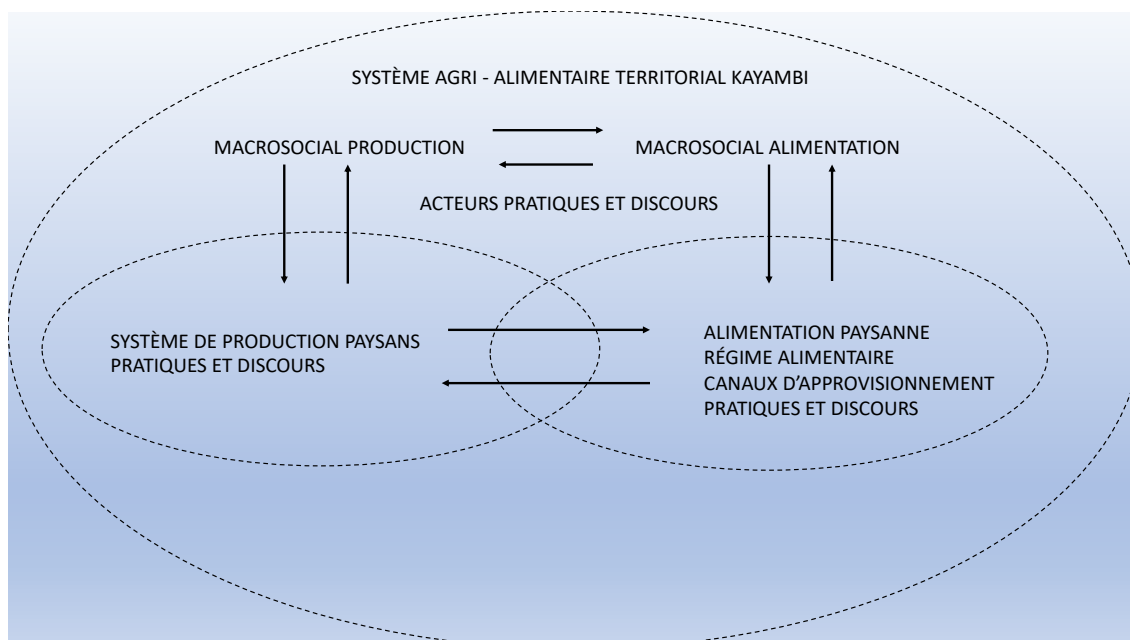 SYSTÈME AGRI - ALIMENTAIRE TERRITORIAL KAYAMBI
MACROSOCIAL PRODUCTION
MACROSOCIAL ALIMENTATION
ACTEURS PRATIQUES ET DISCOURS
SYSTÈME DE PRODUCTION PAYSANS
PRATIQUES ET DISCOURS
ALIMENTATION PAYSANNE
RÉGIME ALIMENTAIRE
CANAUX D’APPROVISIONNEMENT
PRATIQUES ET DISCOURS